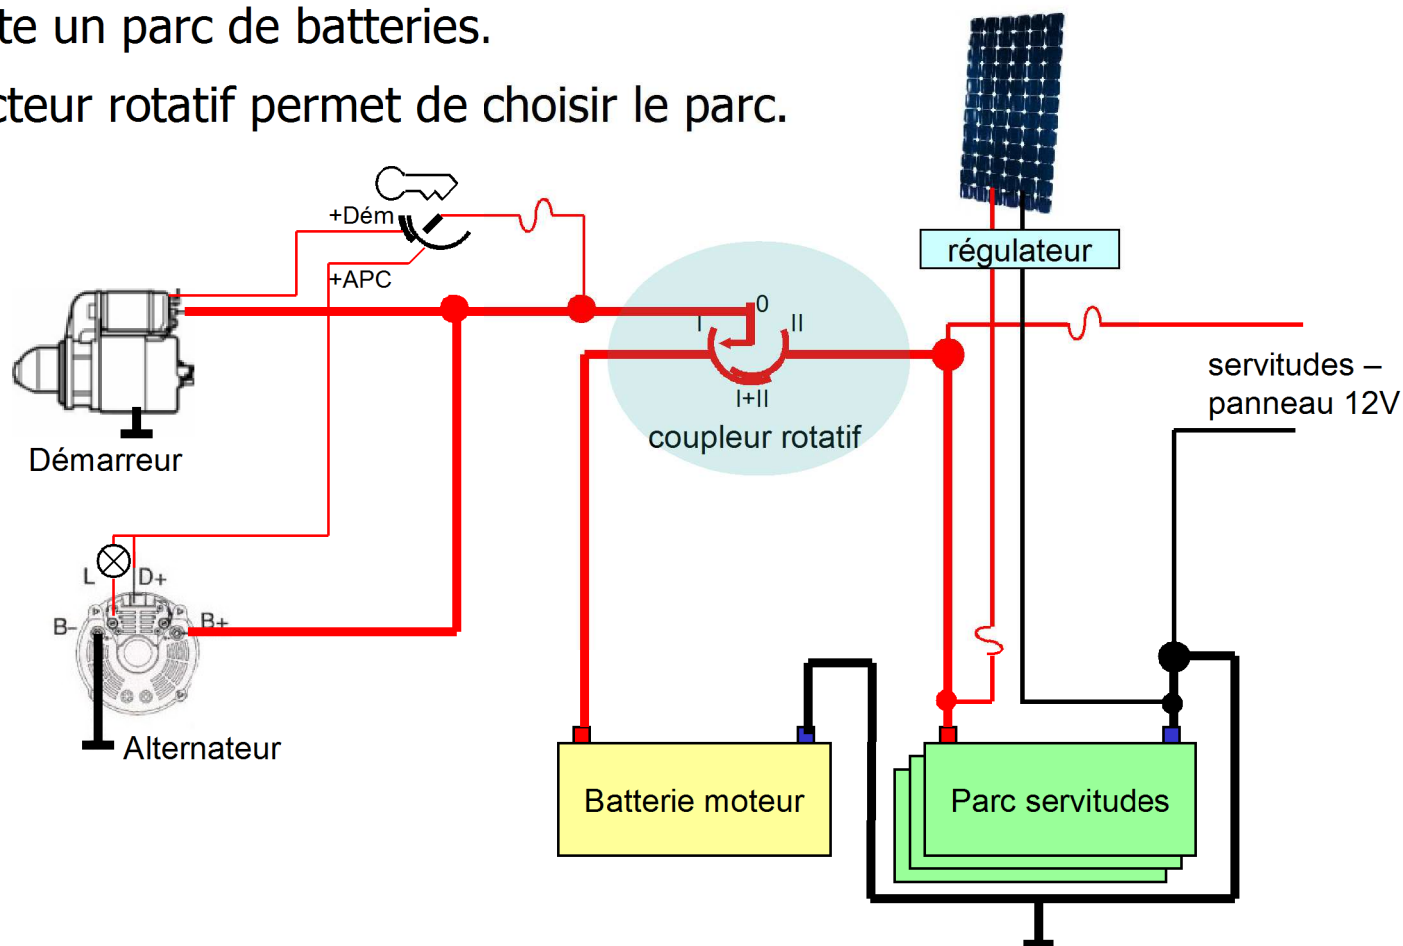 te un parc de batteries.
cteur rotatif permet de choisir le parc.
+Dém
+APC
régulateur
0
I
II
I+II
coupleur rotatif
servitudes –
panneau 12V
Démarreur
L
D+
B-
B+
Alternateur
Batterie moteur
Parc servitudes